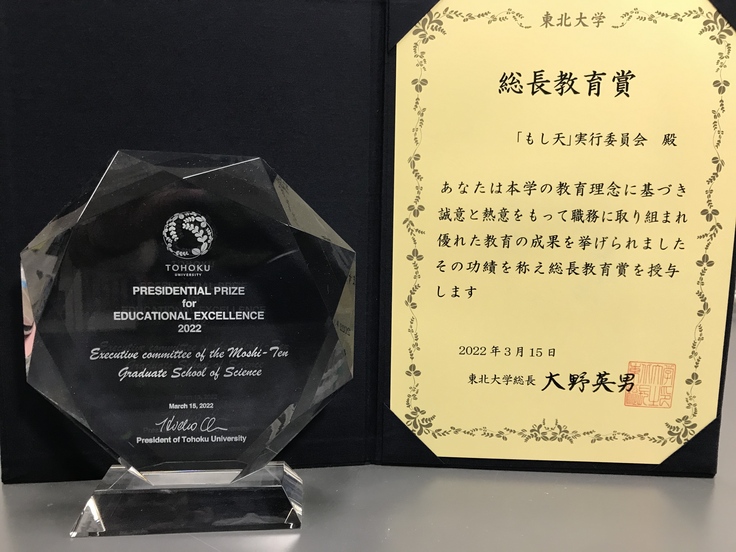 TOHOKU
UNIVERSITY
PRESIDENTIAL PRIZE
for
EDUCATIONAL EXCELLENCE
2022
Executive committee of the Moshi-Ten
Graduate School of Science
March 15, 2022
President of Tohoku University
東北大学
総長教育賞
「もし天」実行委員会 殿
あなたは本学の教育理念に基づき
誠意と熱意をもって職務に取り組まれ
優れた教育の成果を挙げられました
その功績を称え総長教育賞を授与
します
2022年3月15日
東北大学総長 大野英男